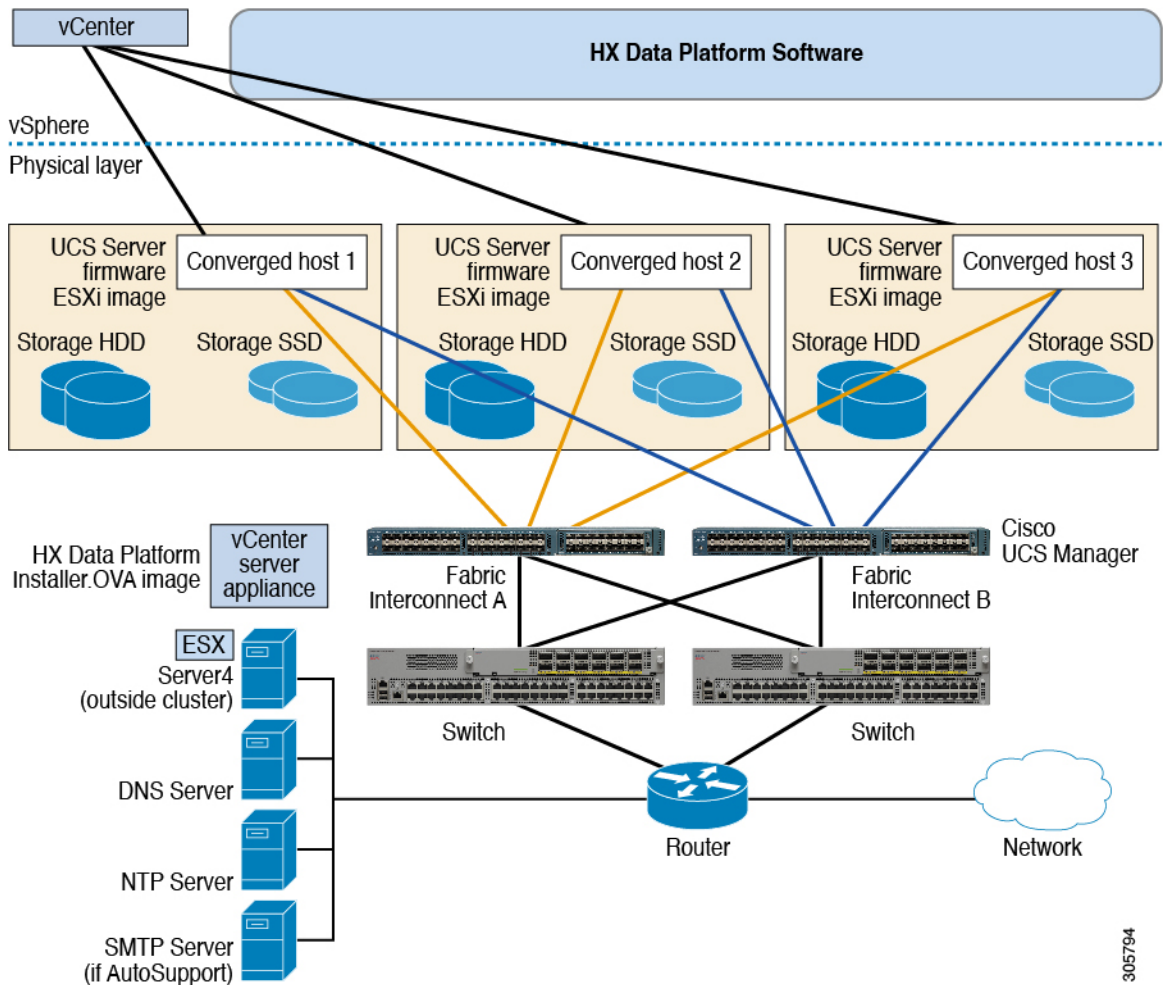 vCenter
HX Data Platform Software
vSphere
Physical layer
UCS Server
firmware
ESXi image
Converged host 1
Storage HDD
Storage SSD
UCS Server
firmware
ESXi image
Converged host 2
Storage HDD
Storage SSD
UCS Server
firmware
ESXi image
Converged host 3
Storage HDD
Storage SSD
HX Data Platform
Installer.OVA image
vCenter
server
appliance
Fabric
Interconnect A
Fabric
Interconnect B
Cisco
UCS Manager
ESX
Server4
(outside cluster)
Switch
Switch
DNS Server
Router
Network
NTP Server
SMTP Server
(if AutoSupport)
305794